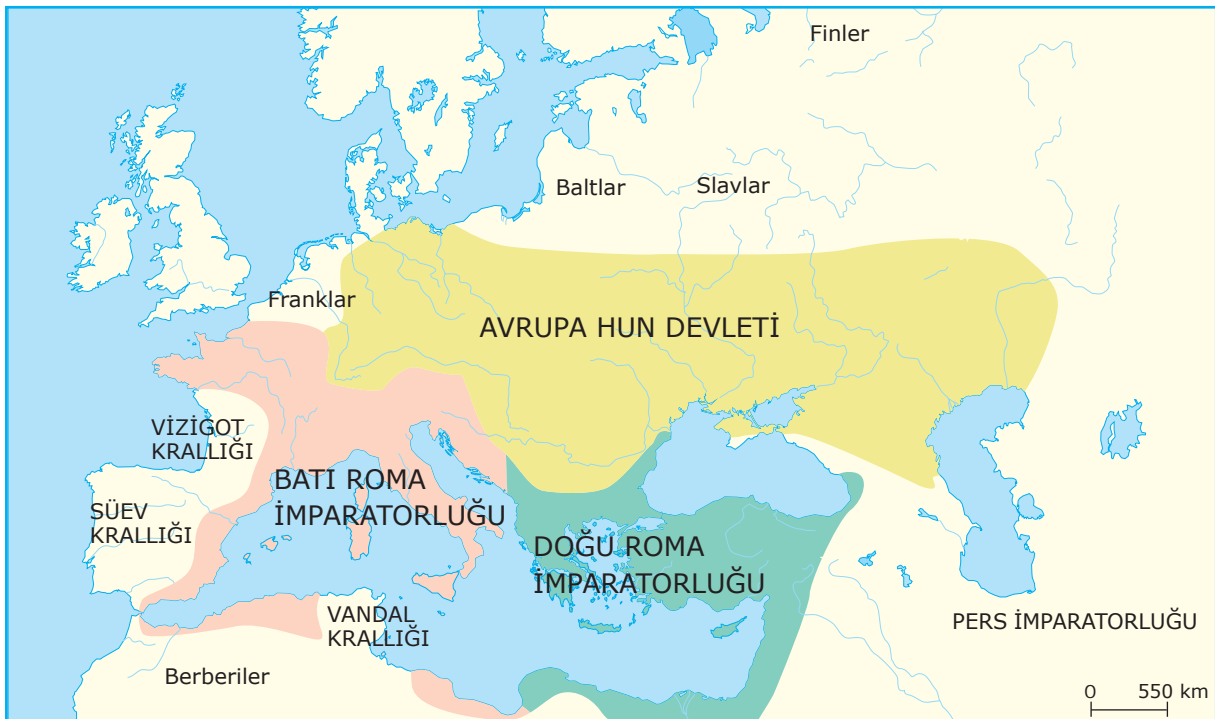 Finler
Baltlar
Slavlar
Franklar
AVRUPA HUN DEVLETİ
VİZİGOT
KRALLIĞI
BATI ROMA
İMPARATORLUĞU
SÜEV
KRALLIĞI
DOĞU ROMA
İMPARATORLUĞU
VANDAL
KRALLIĞI
PERS İMPARATORLUĞU
Berberiler
0 550 km